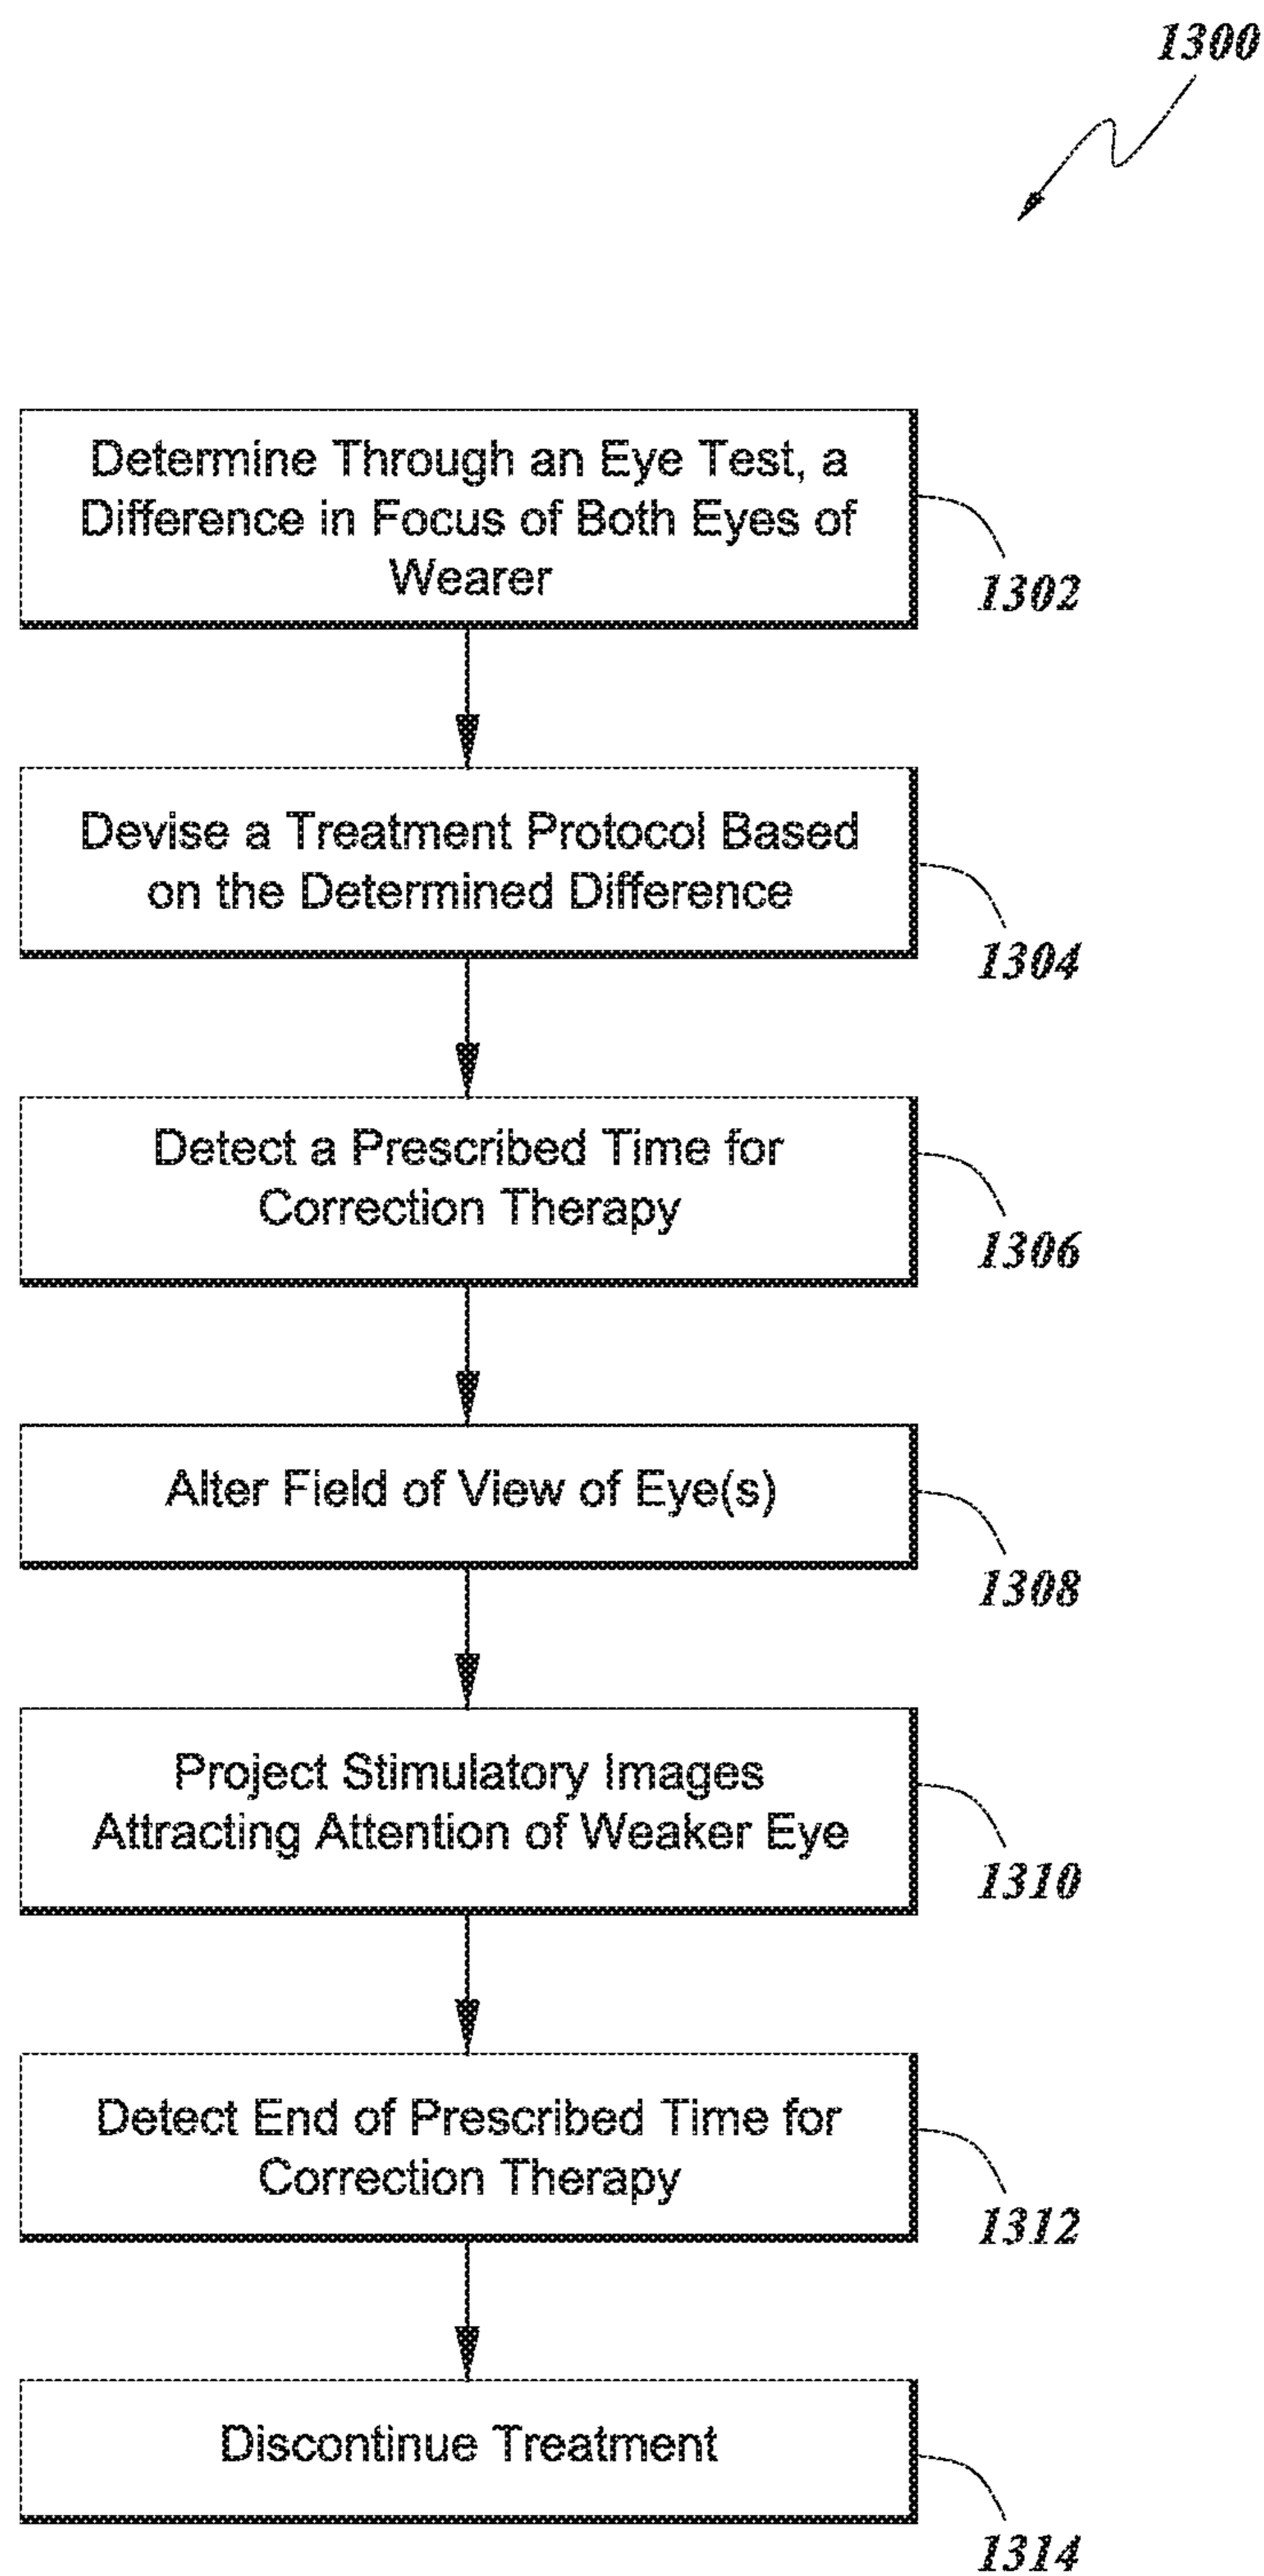 1300
Determine Through an Eye Test, a
Difference in Focus of Both Eyes of
Wearer
1302
Devise a Treatment Protocol Based
on the Determined Difference
1304
Detect a Prescribed Time for
Correction Therapy
1306
Alter Field of View of Eye(s)
1308
Project Stimulatory Images
Attracting Attention of Weaker Eye
1310
Detect End of Prescribed Time for
Correction Therapy
1312
Discontinue Treatment
1314